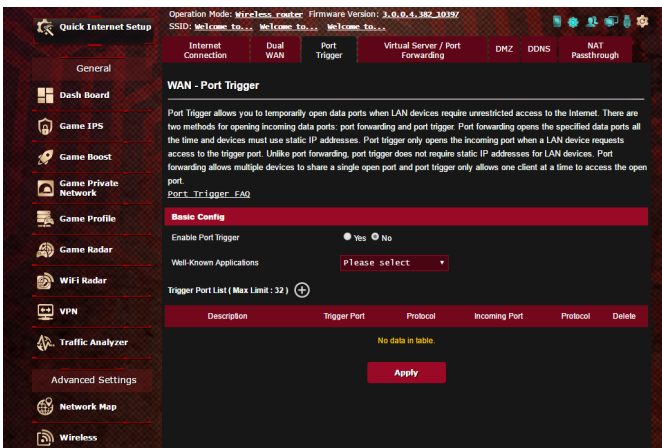 Quick Internet Setup
Operation Mode: Wireless router Firmware Version: 3.0.0.4.382_10397
SSID: Welcome to... Welcome to... Welcome to...
General
Dash Board
Game IPS
Game Boost
Game Private
Network
Game Profile
Game Radar
WiFi Radar
VPN
Traffic Analyzer
Advanced Settings
Network Map
Wireless
Internet
Connection
Dual
WAN
Port
Trigger
Virtual Server / Port
Forwarding
DMZ
DDNS
NAT
Passthrough
WAN - Port Trigger
Port Trigger allows you to temporarily open data ports when LAN devices require unrestricted access to the Internet. There are
two methods for opening incoming data ports: port forwarding and port trigger. Port forwarding opens the specified data ports all
the time and devices must use static IP addresses. Port trigger only opens the incoming port when a LAN device requests
access to the trigger port. Unlike port forwarding, port trigger does not require static IP addresses for LAN devices. Port
forwarding allows multiple devices to share a single open port and port trigger only allows one client at a time to access the open
port.
Port Trigger FAQ
Basic Config
Enable Port Trigger Yes No
Well-Known Applications Please select
Trigger Port List ( Max Limit : 32 )
Description Trigger Port Protocol Incoming Port Protocol Delete
No data in table.
Apply